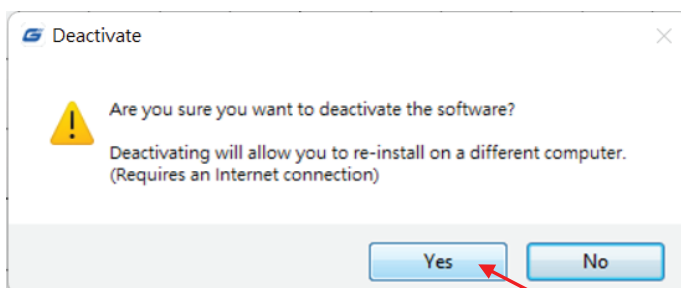 Deactivate
Are you sure you want to deactivate the software?
Deactivating will allow you to re-install on a different computer.
(Requires an Internet connection)
Yes
No